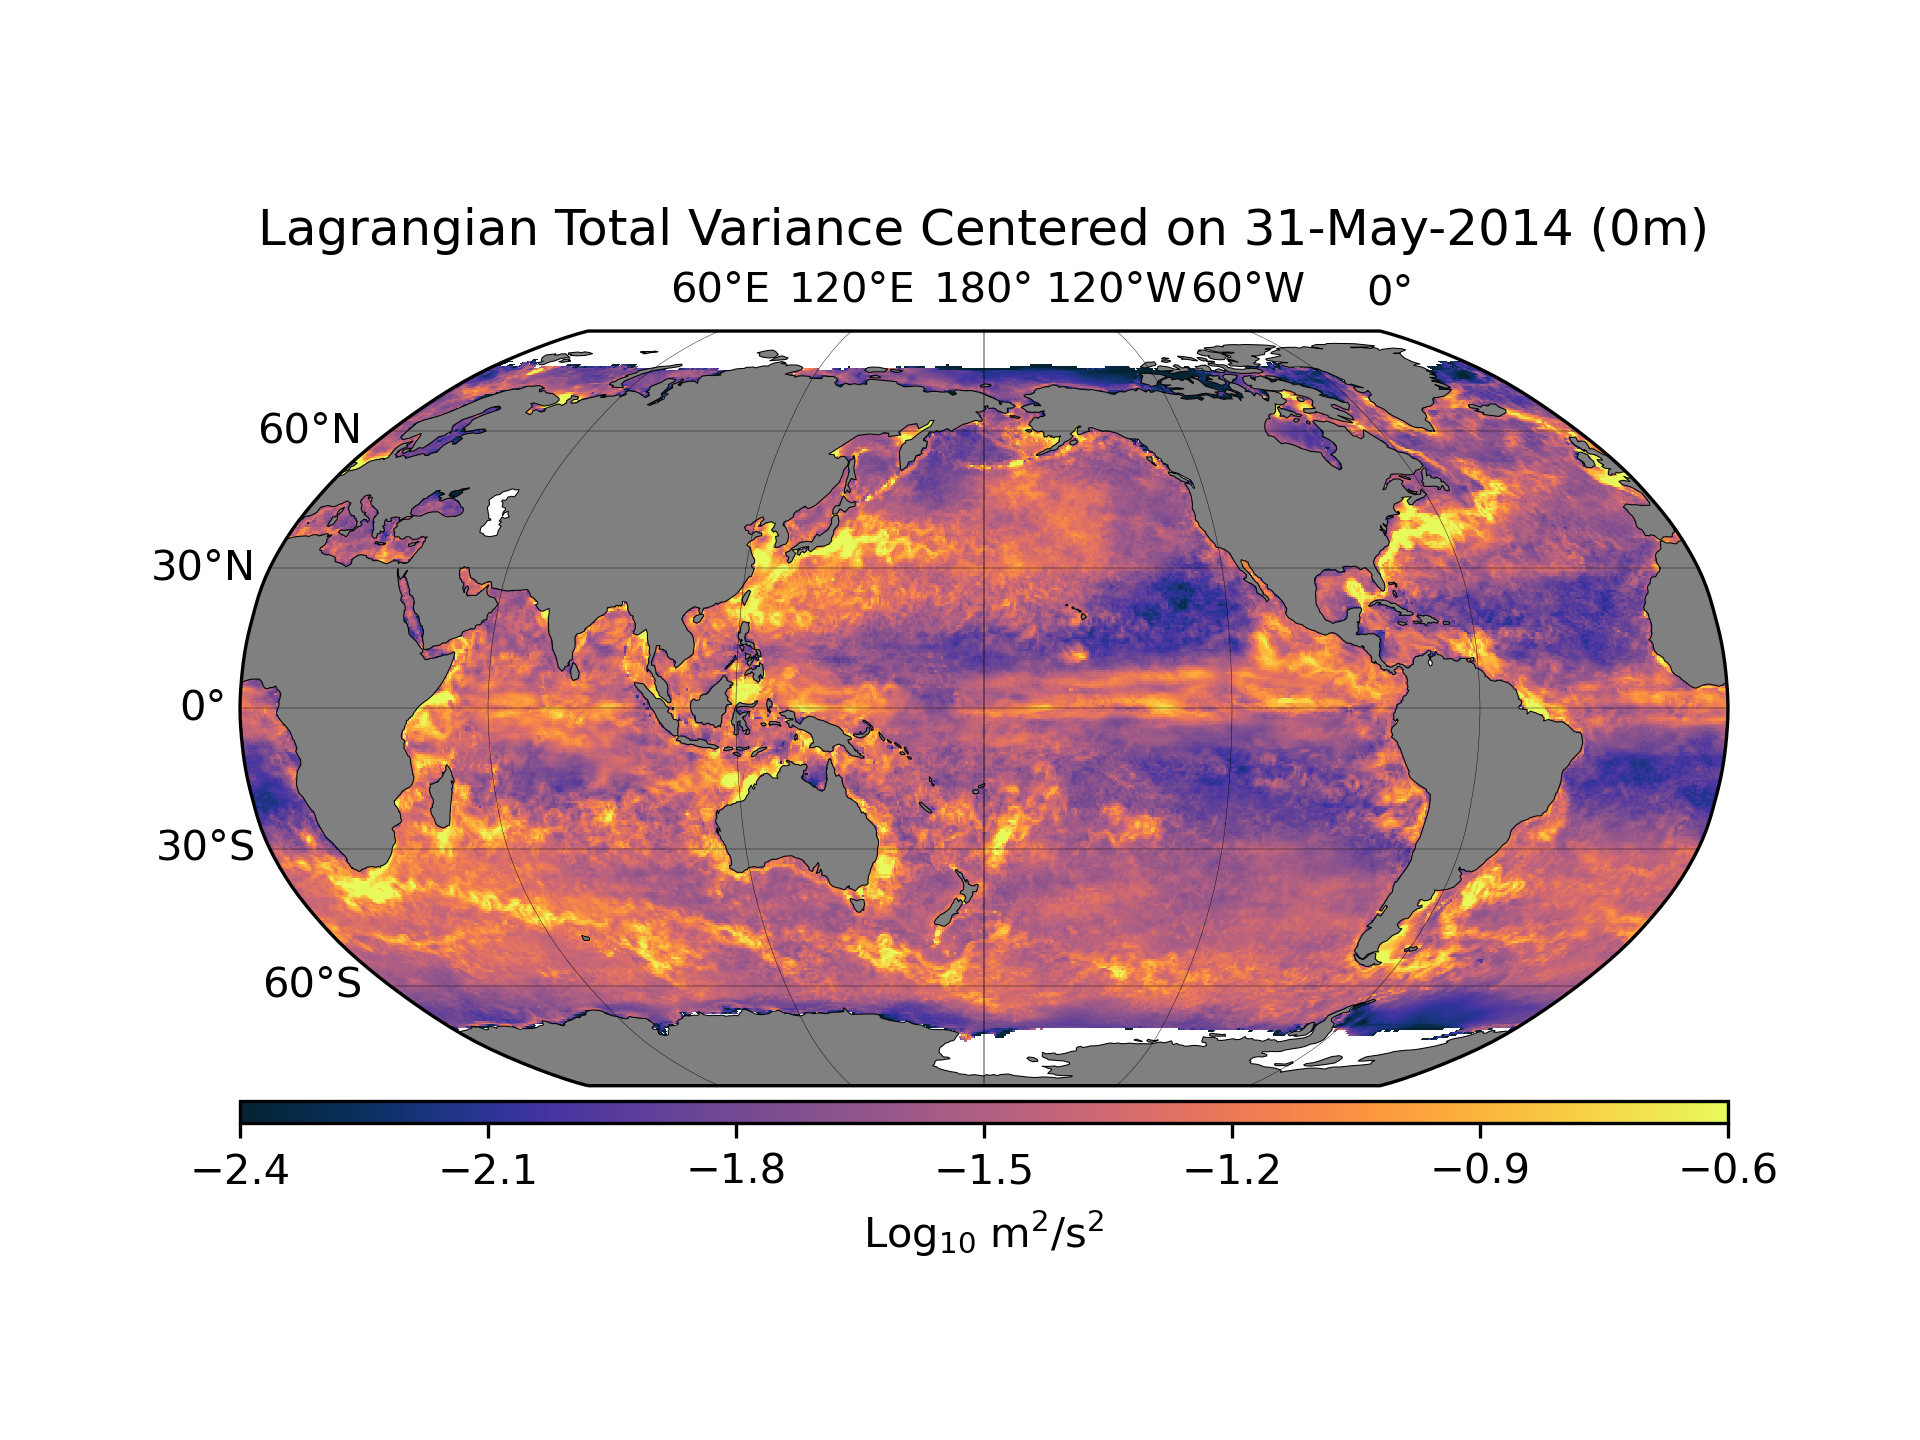 Lagrangian Total Variance Centered on 31-May-2014 (0m)
60°E 120°E 180° 120°W 60°W 0°
60°N
30°N
0°
30°S
60°S
−2.4 −2.1 −1.8 −1.5 −1.2 −0.9 −0.6
Log₁₀ m²/s²